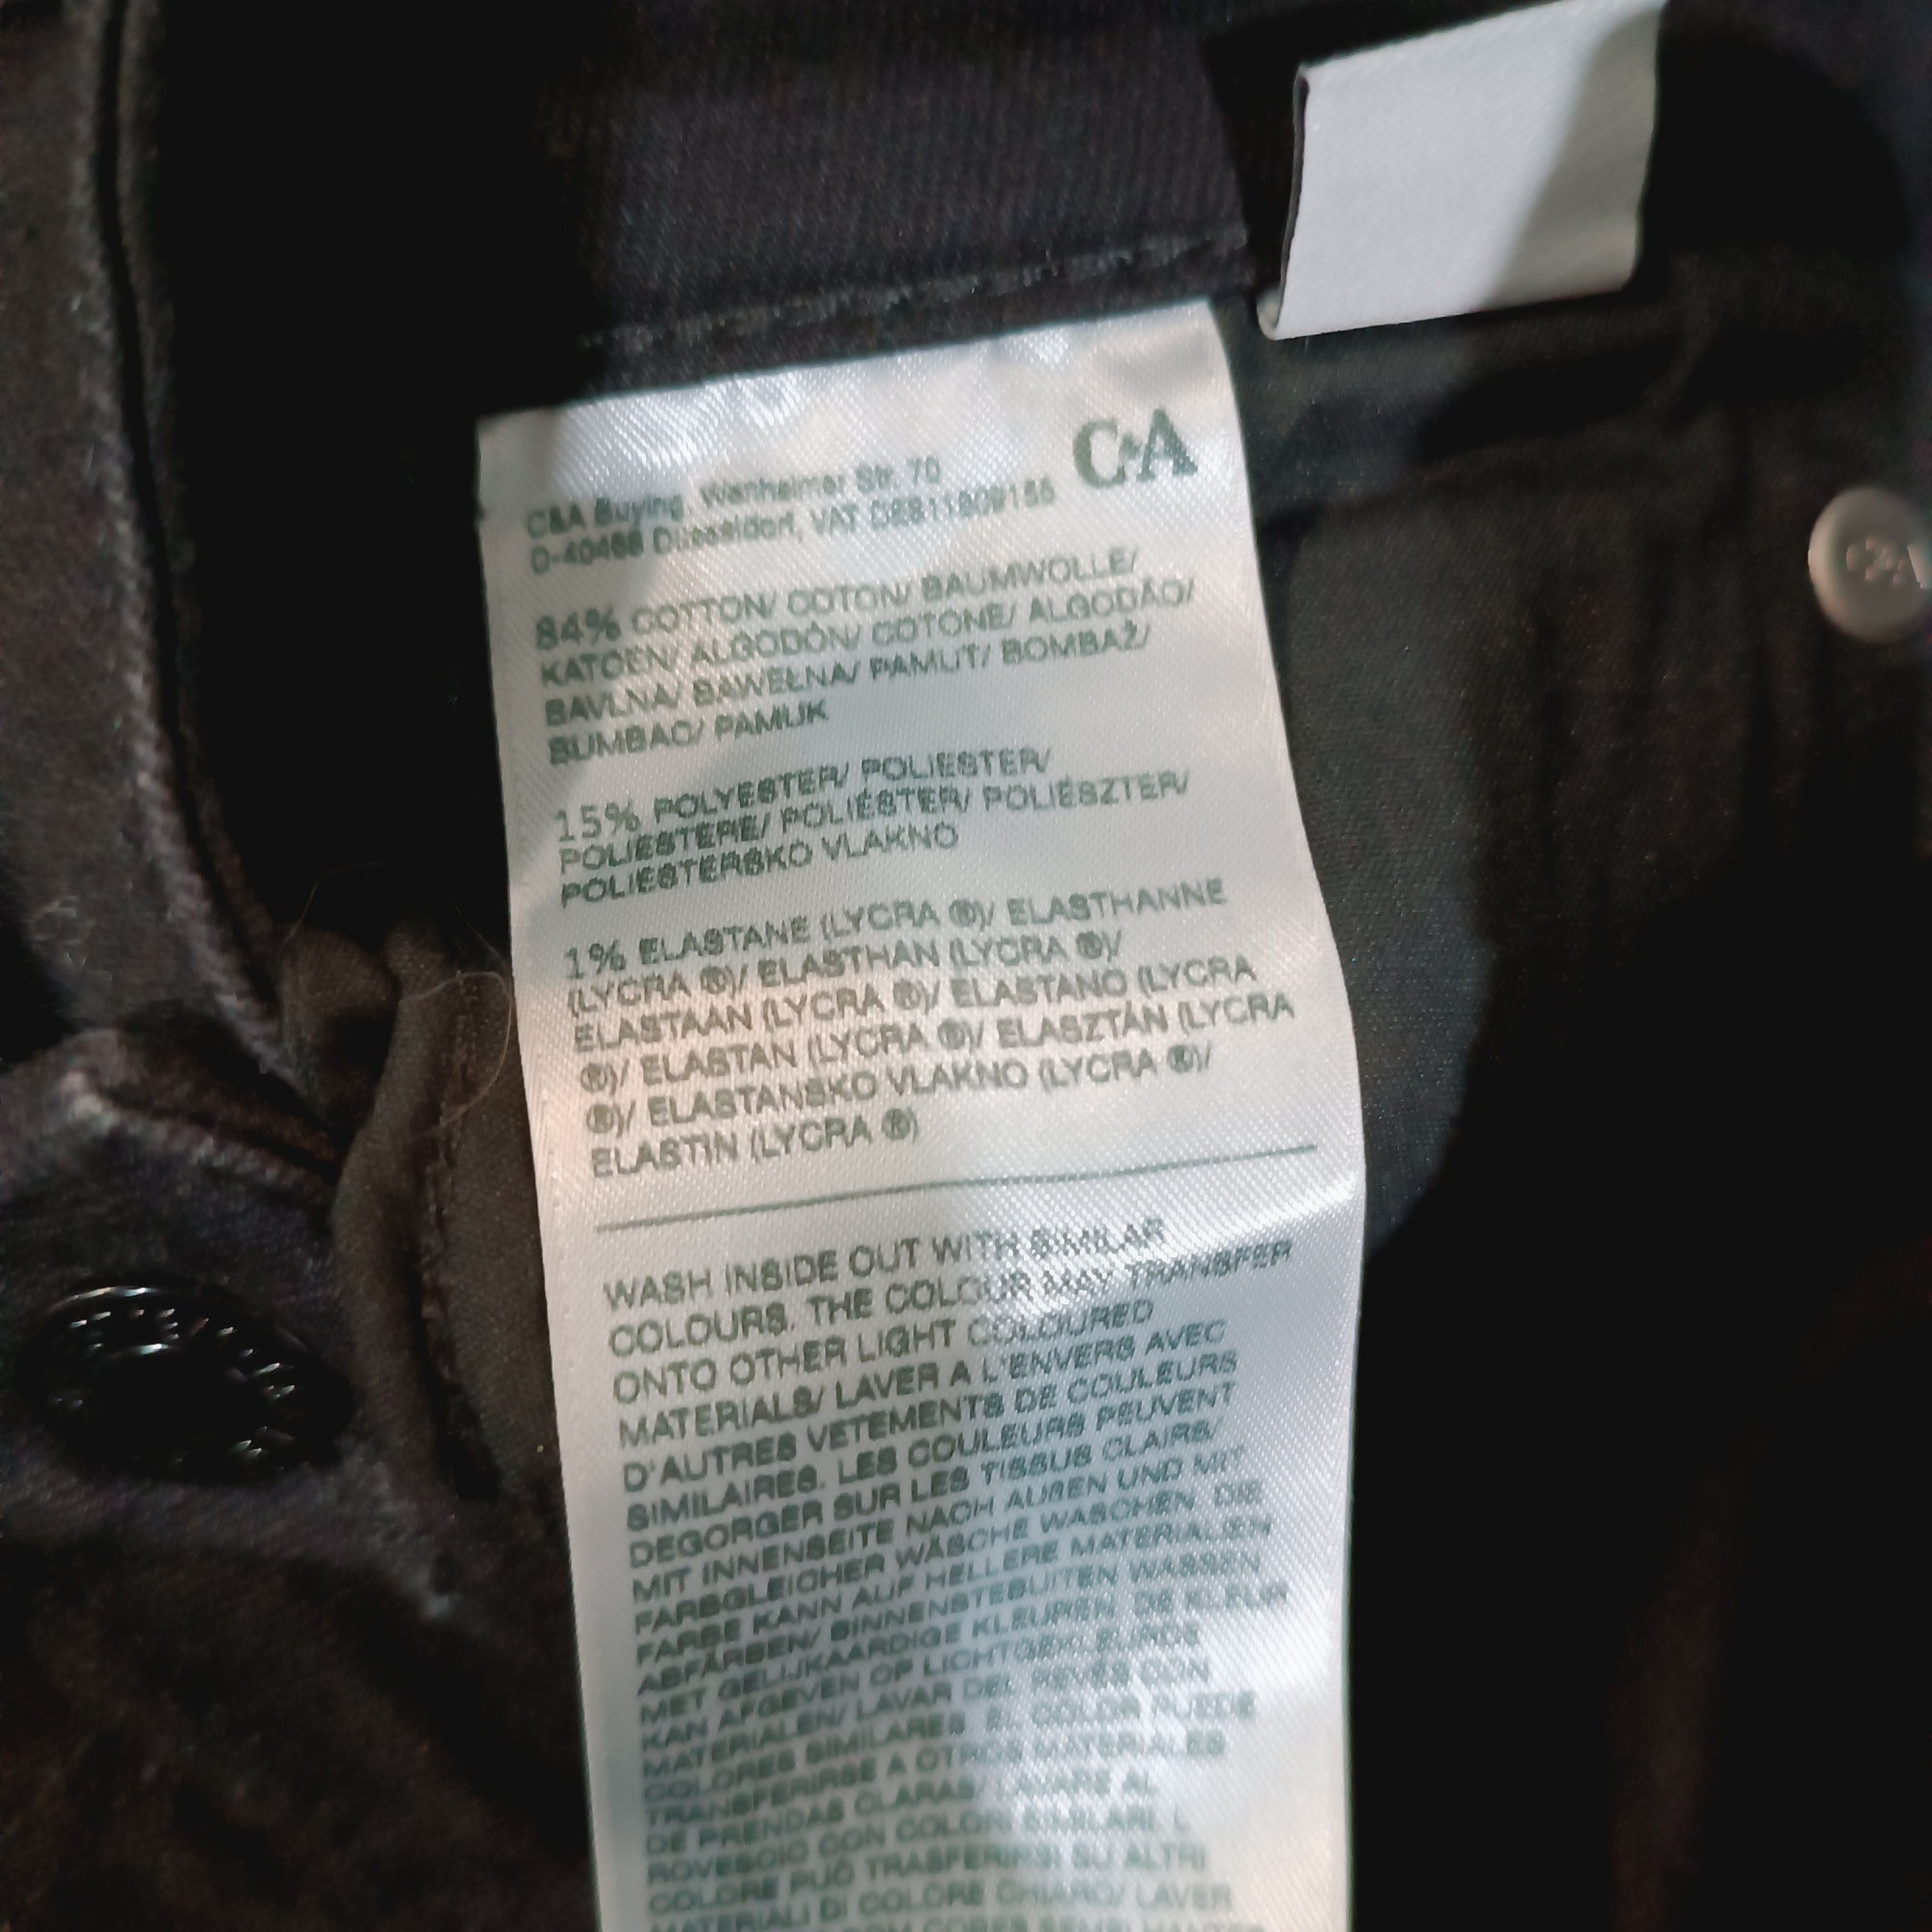 C&A
C&A Buying, Wanheimer Str. 70
D-40468 Düsseldorf, VAT DE811809155
84% COTTON/ COTON/ BAUMWOLLE/
KATOEN/ ALGODÓN/ COTONE/ ALGODÃO/
BAVLNA/ BAWEŁNA/ PAMUT/ BOMBAŽ/
BUMBAC/ PAMUK
15% POLYESTER/ POLIESTER/
POLIESTERE/ POLIÉSTER/ POLIÉSZTER/
POLIESTERSKO VLAKNO
1% ELASTANE (LYCRA ®)/ ELASTHANNE
(LYCRA ®)/ ELASTHAN (LYCRA ®)/
ELASTAAN (LYCRA ®)/ ELASTANO (LYCRA
®)/ ELASTAN (LYCRA ®)/ ELASZTÁN (LYCRA
®)/ ELASTANSKO VLAKNO (LYCRA ®)/
ELASTIN (LYCRA ®)
WASH INSIDE OUT WITH SIMILAR
COLOURS. THE COLOUR MAY TRANSFER
ONTO OTHER LIGHT COLOURED
MATERIALS/ LAVER A L'ENVERS AVEC
D'AUTRES VETEMENTS DE COULEURS
SIMILAIRES. LES COULEURS PEUVENT
DEGORGER SUR LES TISSUS CLAIRS/
MIT INNENSEITE NACH AUßEN UND MIT
FARBGLEICHER WÄSCHE WASCHEN. DIE
FARBE KANN AUF HELLERE MATERIALIEN
ABFÄRBEN/ BINNENSTEBUITEN WASSEN
MET GELIJKAARDIGE KLEUREN. DE KLEUR
KAN AFGEVEN OP LICHTGEKLEURDE
MATERIALEN/ LAVAR DEL REVÉS CON
COLORES SIMILARES. EL COLOR PUEDE
TRANSFERIRSE A OTROS MATERIALES
DE PRENDAS CLARAS/ LAVARE AL
ROVESCIO CON COLORI SIMILARI. IL
COLORE PUÒ TRASFERIRSI SU ALTRI
MATERIALI DI COLORE CHIARO/ LAVER
C&A